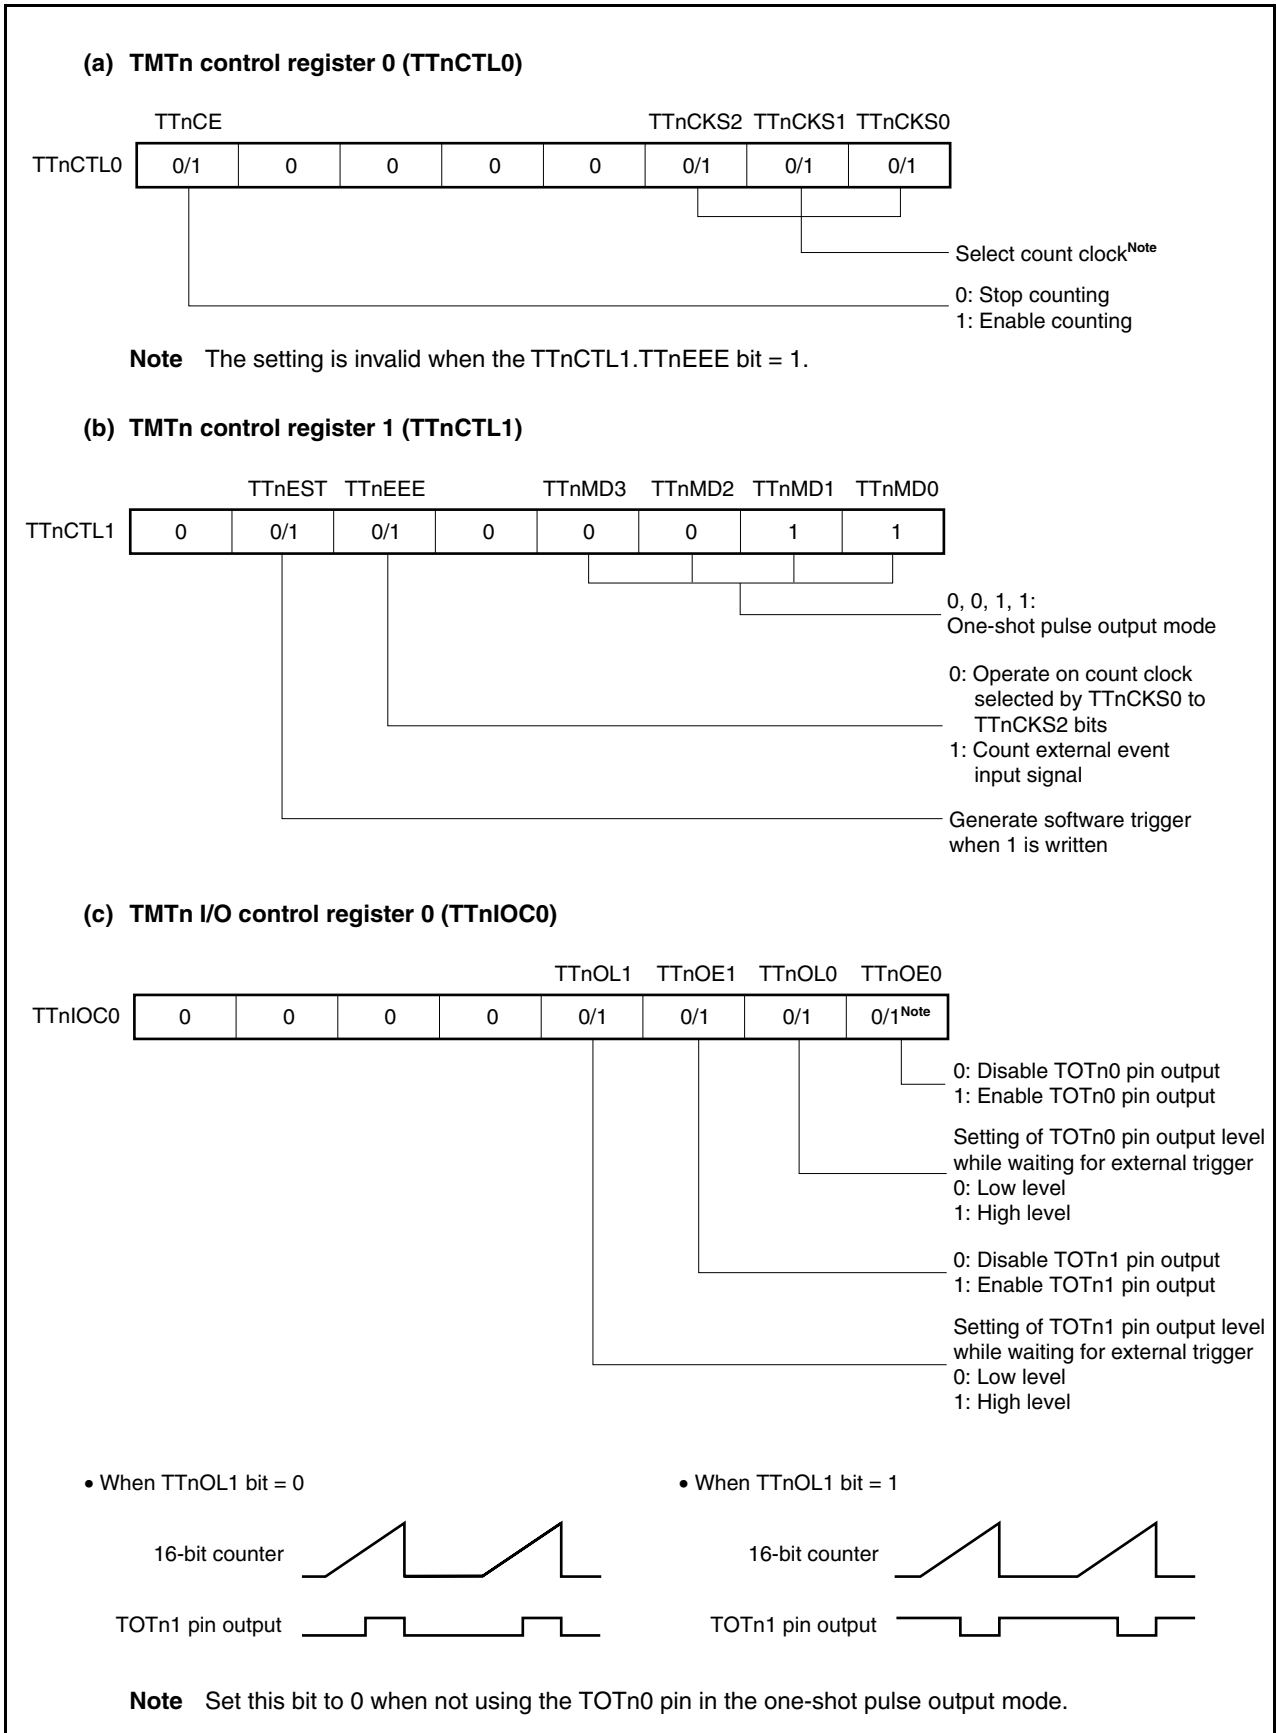 (a) TMTn control register 0 (TTnCTL0)
TTnCE TTnCKS2 TTnCKS1 TTnCKS0
TTnCTL0 0/1 0 0 0 0 0/1 0/1 0/1
Select count clockNote
0: Stop counting
1: Enable counting
Note The setting is invalid when the TTnCTL1.TTnEEE bit = 1.
(b) TMTn control register 1 (TTnCTL1)
TTnEST TTnEEE TTnMD3 TTnMD2 TTnMD1 TTnMD0
TTnCTL1 0 0/1 0/1 0 0 0 1 1
0, 0, 1, 1:
One-shot pulse output mode
0: Operate on count clock
selected by TTnCKS0 to
TTnCKS2 bits
1: Count external event
input signal
Generate software trigger
when 1 is written
(c) TMTn I/O control register 0 (TTnIOC0)
TTnOL1 TTnOE1 TTnOL0 TTnOE0
TTnIOC0 0 0 0 0 0/1 0/1 0/1 0/1Note
0: Disable TOTn0 pin output
1: Enable TOTn0 pin output
Setting of TOTn0 pin output level
while waiting for external trigger
0: Low level
1: High level
0: Disable TOTn1 pin output
1: Enable TOTn1 pin output
Setting of TOTn1 pin output level
while waiting for external trigger
0: Low level
1: High level
• When TTnOL1 bit = 0
16-bit counter
TOTn1 pin output
• When TTnOL1 bit = 1
16-bit counter
TOTn1 pin output
Note Set this bit to 0 when not using the TOTn0 pin in the one-shot pulse output mode.